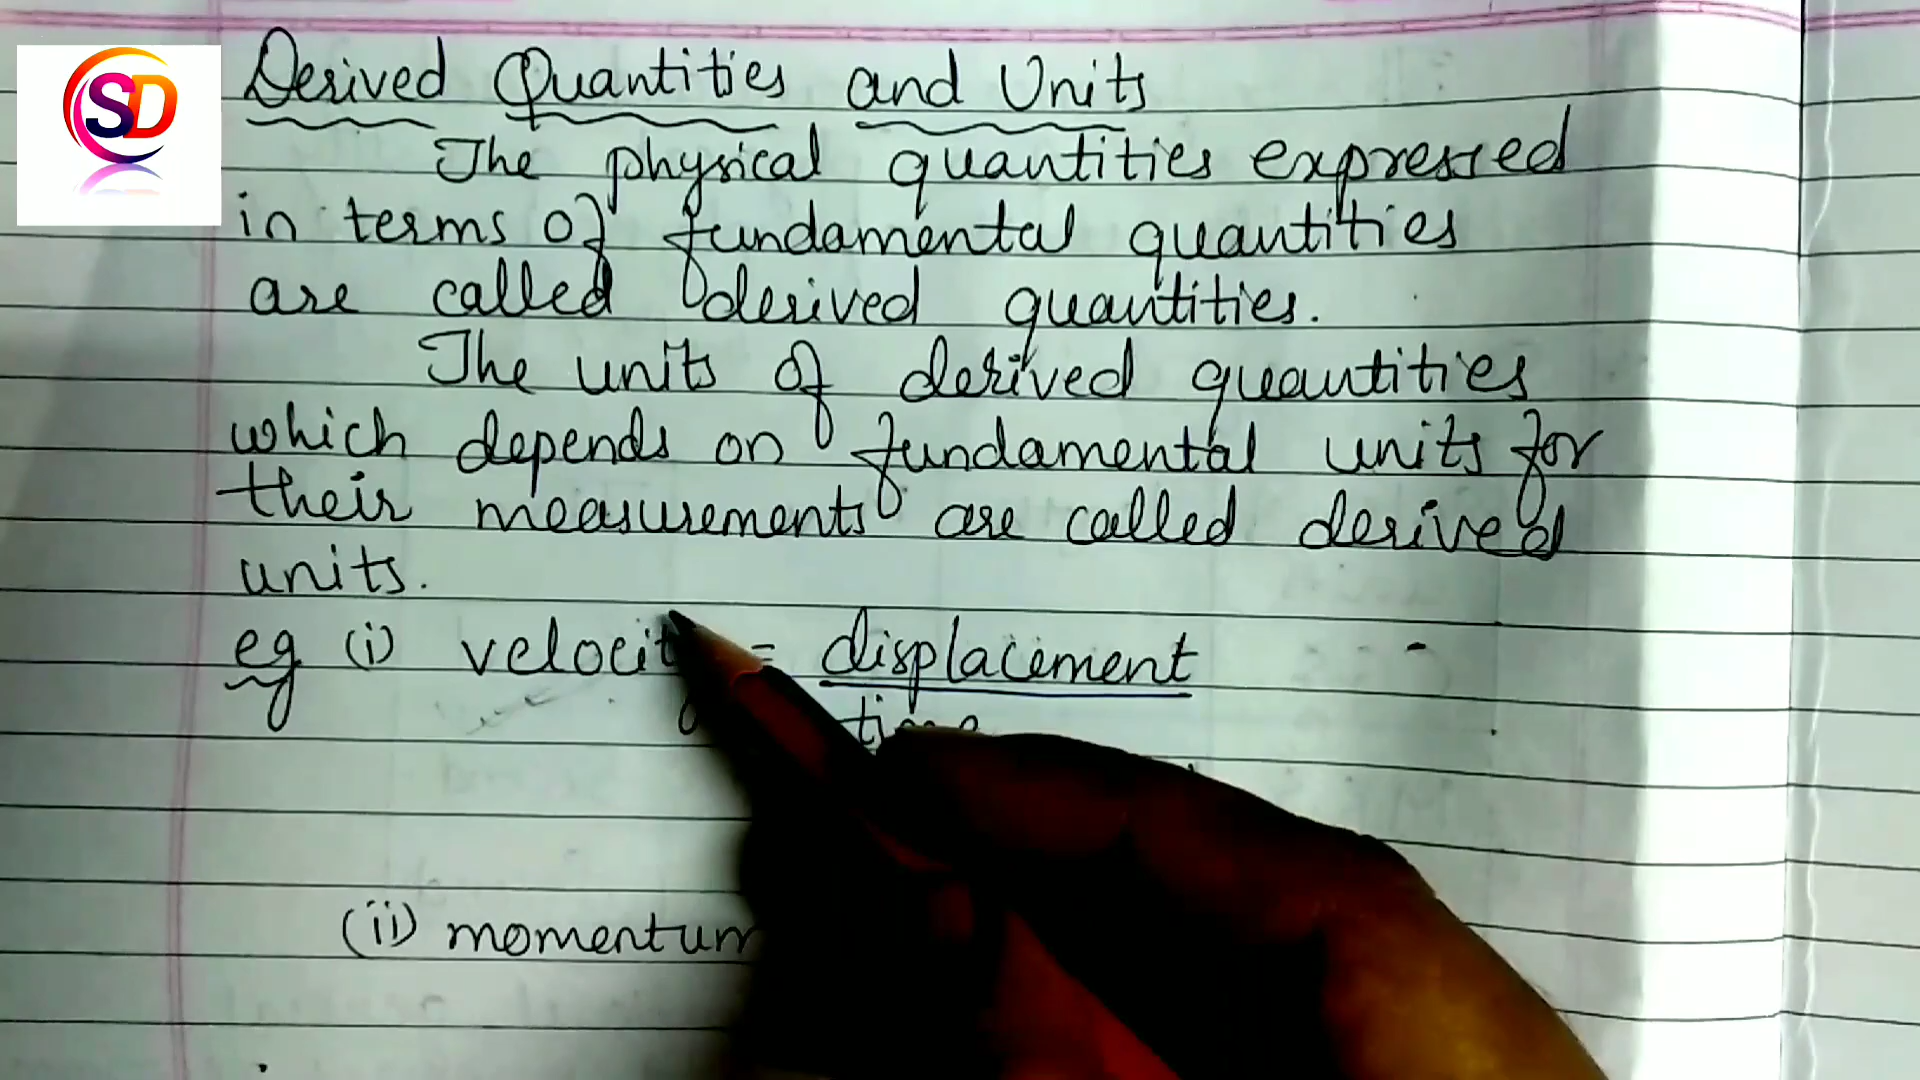 SD
Derived Quantities and Units
The physical quantities expressed
in terms of fundamental quantities
are called derived quantities.
The units of derived quantities
which depends on fundamental units for
their measurements are called derived
units.
eg (i) velocity = displacement
time
(ii) momentum